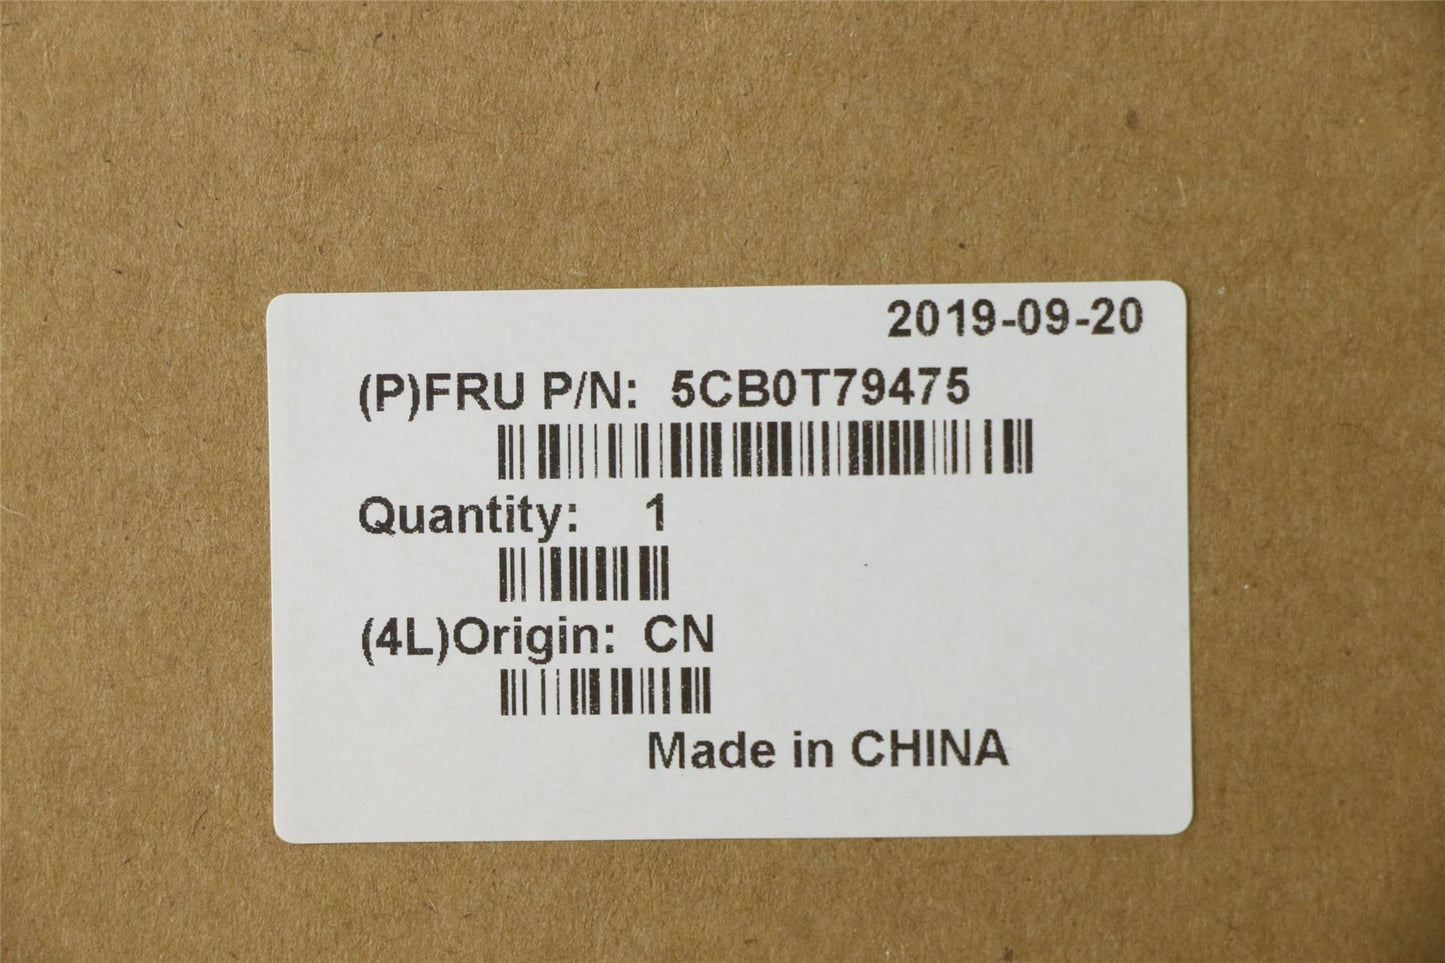 2019-09-20
(P)FRU P/N: 5CB0T79475
Quantity: 1
(4L)Origin: CN
Made in CHINA